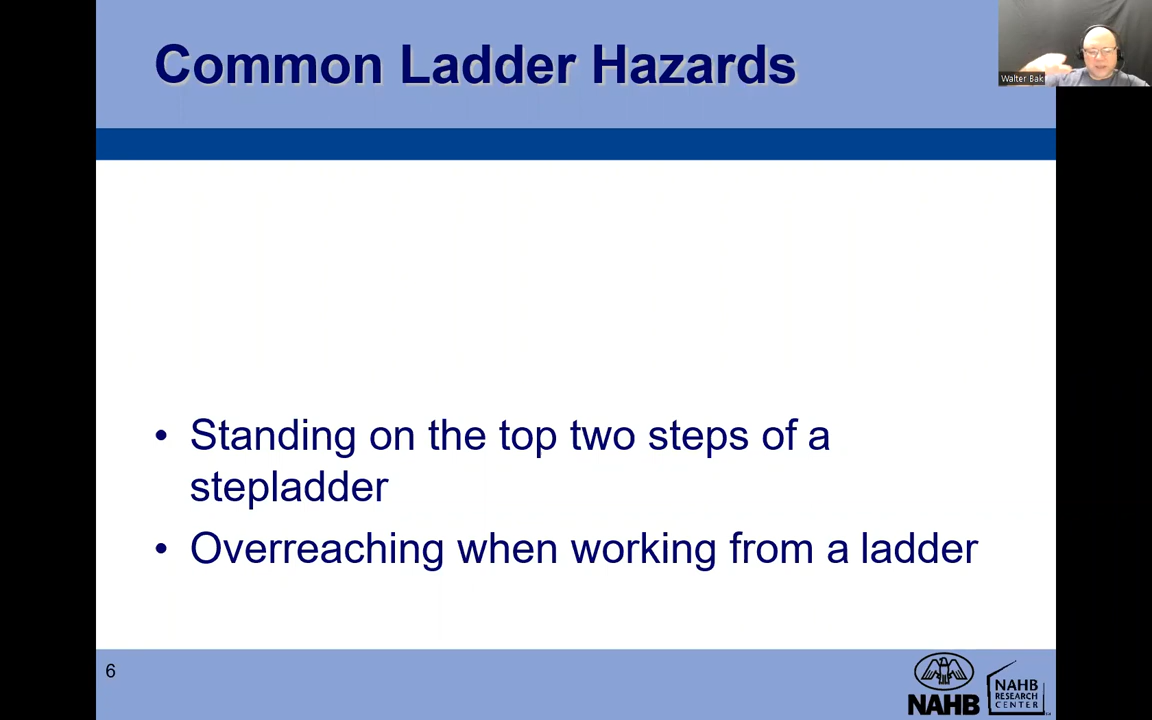 Common Ladder Hazards
Walter Bak
• Standing on the top two steps of a
stepladder
• Overreaching when working from a ladder
6
NAHB
NAHB
RESEARCH
CENTER